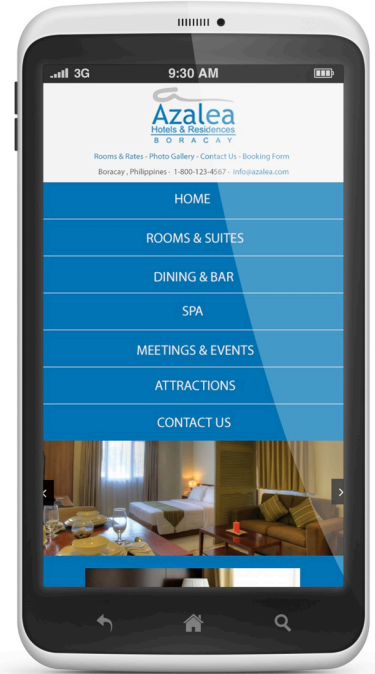 3G 9:30 AM
Azalea
Hotels & Residences
BORACAY
Rooms & Rates - Photo Gallery - Contact Us - Booking Form
Boracay , Philippines - 1-800-123-4567 - info@azalea.com
HOME
ROOMS & SUITES
DINING & BAR
SPA
MEETINGS & EVENTS
ATTRACTIONS
CONTACT US